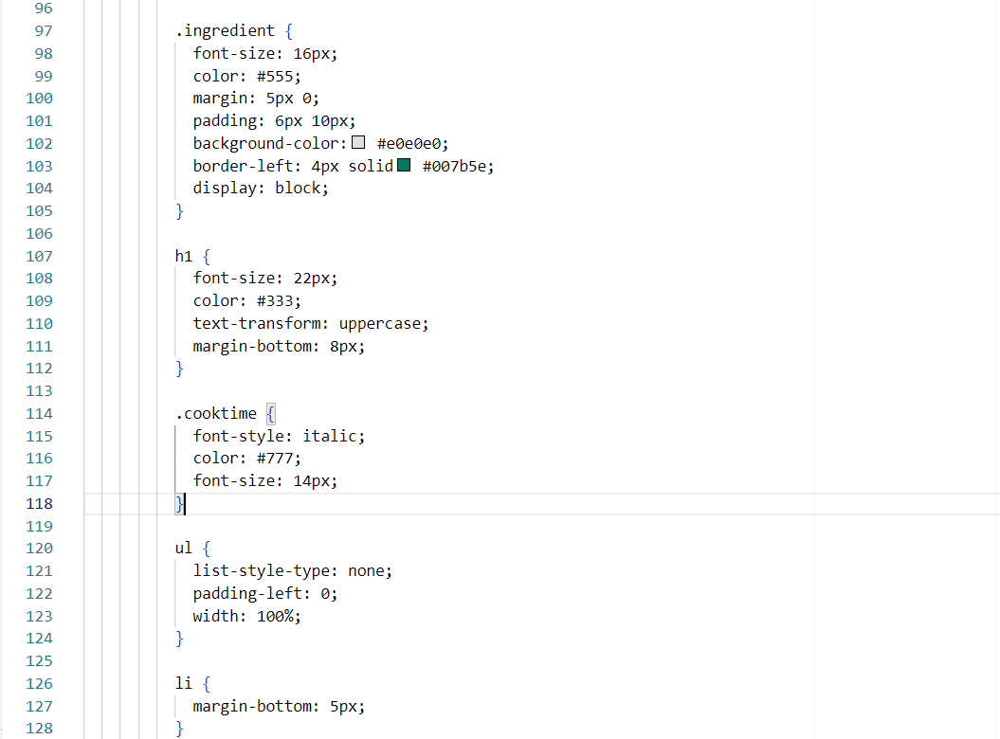 96
97 .ingredient {
98 font-size: 16px;
99 color: #555;
100 margin: 5px 0;
101 padding: 6px 10px;
102 background-color: #e0e0e0;
103 border-left: 4px solid #007b5e;
104 display: block;
105 }
106
107 h1 {
108 font-size: 22px;
109 color: #333;
110 text-transform: uppercase;
111 margin-bottom: 8px;
112 }
113
114 .cooktime {
115 font-style: italic;
116 color: #777;
117 font-size: 14px;
118 }
119
120 ul {
121 list-style-type: none;
122 padding-left: 0;
123 width: 100%;
124 }
125
126 li {
127 margin-bottom: 5px;
128 }